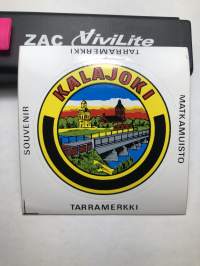 ZAC ViviLite
TARRAMERKKI
KALAJOKI
SOUVENIR
MATKAMUISTO
TARRAMERKKI